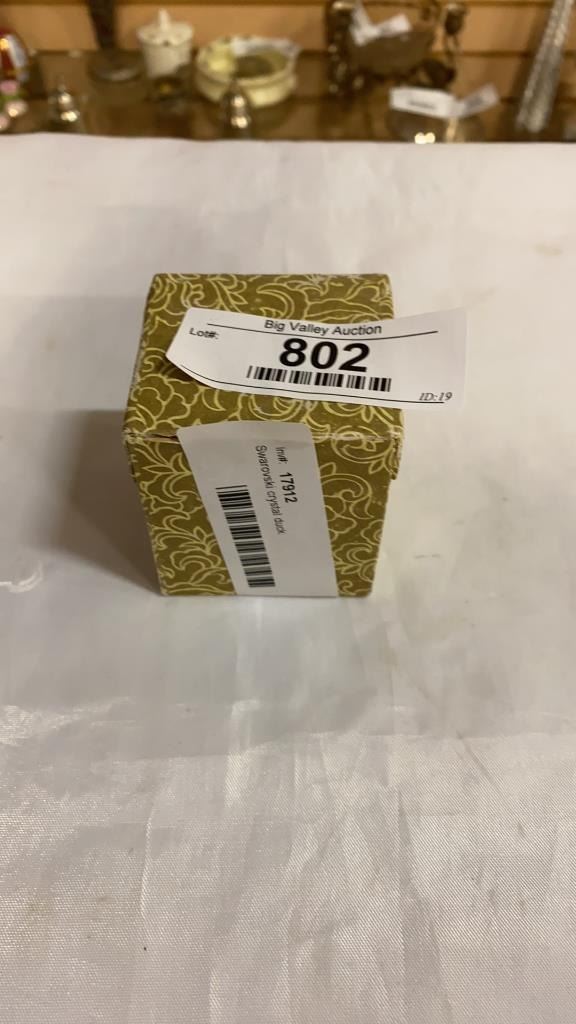 Big Valley Auction
Lot#:
802
ID:19
Inv#: 17912
Swarovski crystal duck